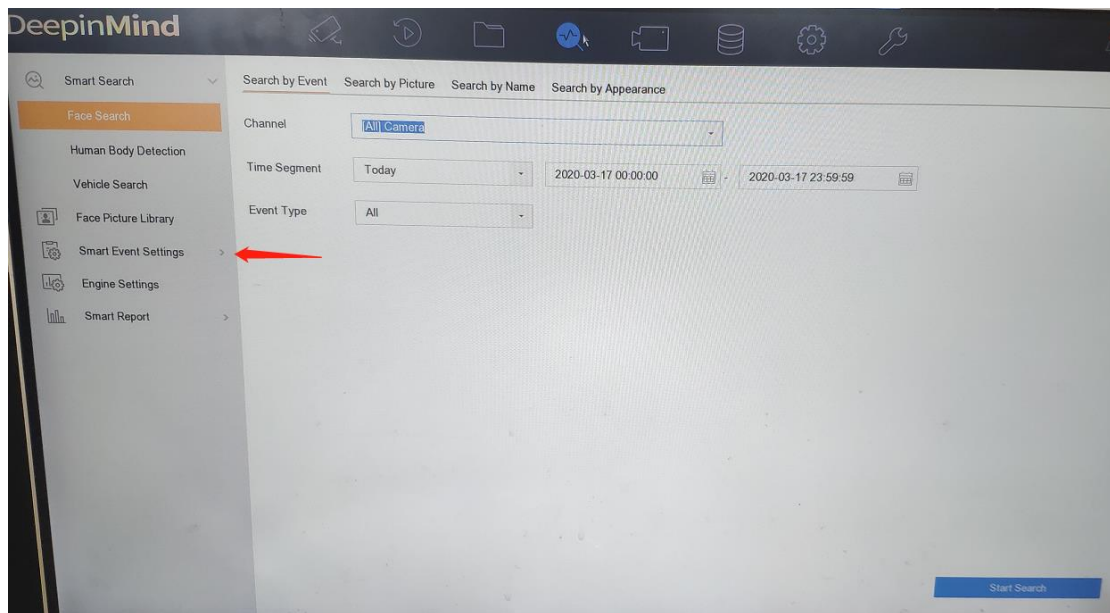 DeepinMind
Smart Search
Face Search
Human Body Detection
Vehicle Search
Face Picture Library
Smart Event Settings
Engine Settings
Smart Report
Search by Event Search by Picture Search by Name Search by Appearance
Channel [All] Camera
Time Segment Today 2020-03-17 00:00:00 - 2020-03-17 23:59:59
Event Type All
Start Search